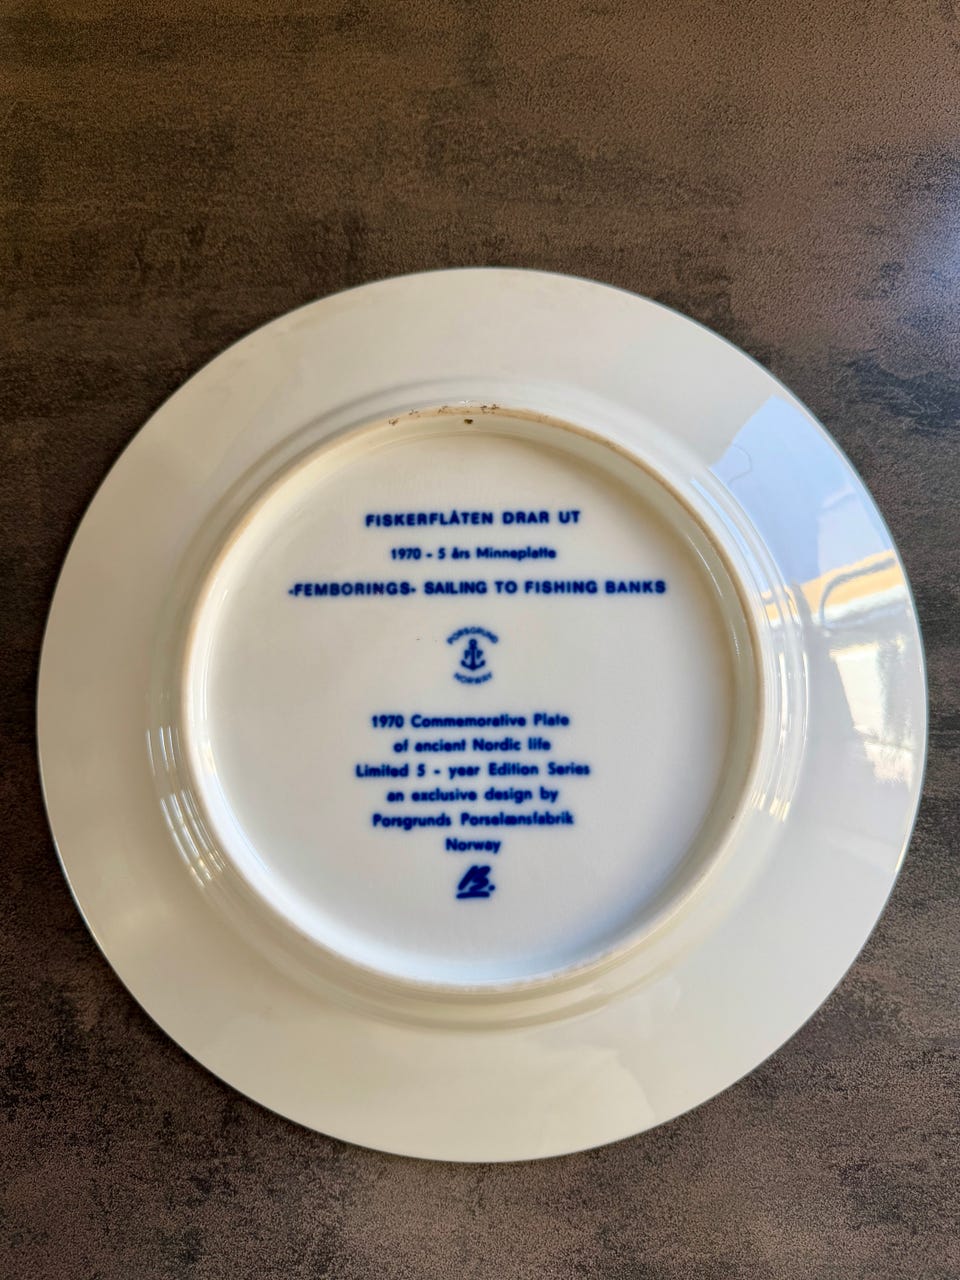 FISKERFLÅTEN DRAR UT
1970 - 5 års Minneplatte
«FEMBORINGS» SAILING TO FISHING BANKS
PORSGRUND
PP
NORWAY
1970 Commemorative Plate
of ancient Nordic life
Limited 5 - year Edition Series
an exclusive design by
Porsgrunds Porselænsfabrik
Norway